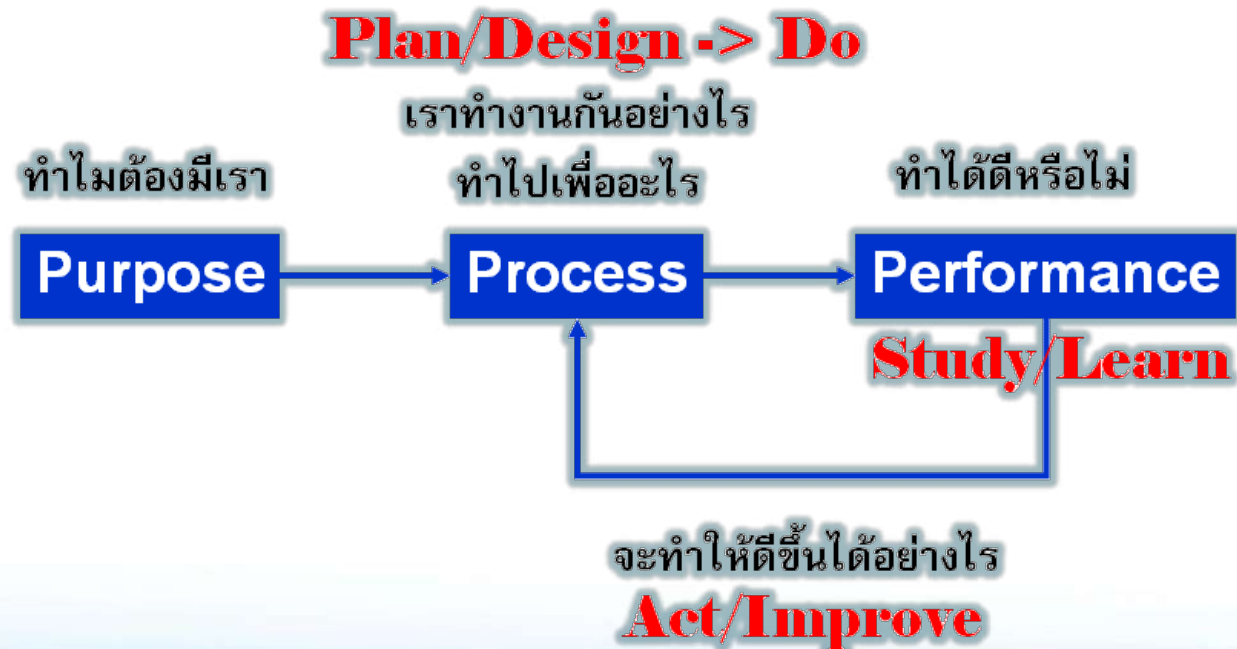 Plan/Design -> Do
เราทำงานกันอย่างไร
ทำไมต้องมีเรา
ทำไปเพื่ออะไร
ทำได้ดีหรือไม่
Purpose
Process
Performance
Study/Learn
จะทำให้ดีขึ้นได้อย่างไร
Act/Improve